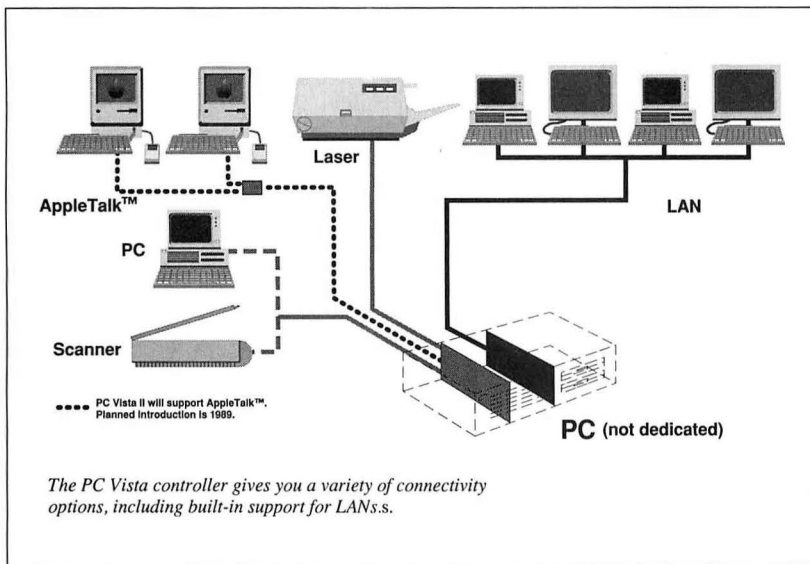 Laser
AppleTalk™
LAN
PC
Scanner
PC Vista II will support AppleTalk™.
Planned Introduction is 1989.
PC (not dedicated)
The PC Vista controller gives you a variety of connectivity
options, including built-in support for LANs.s.